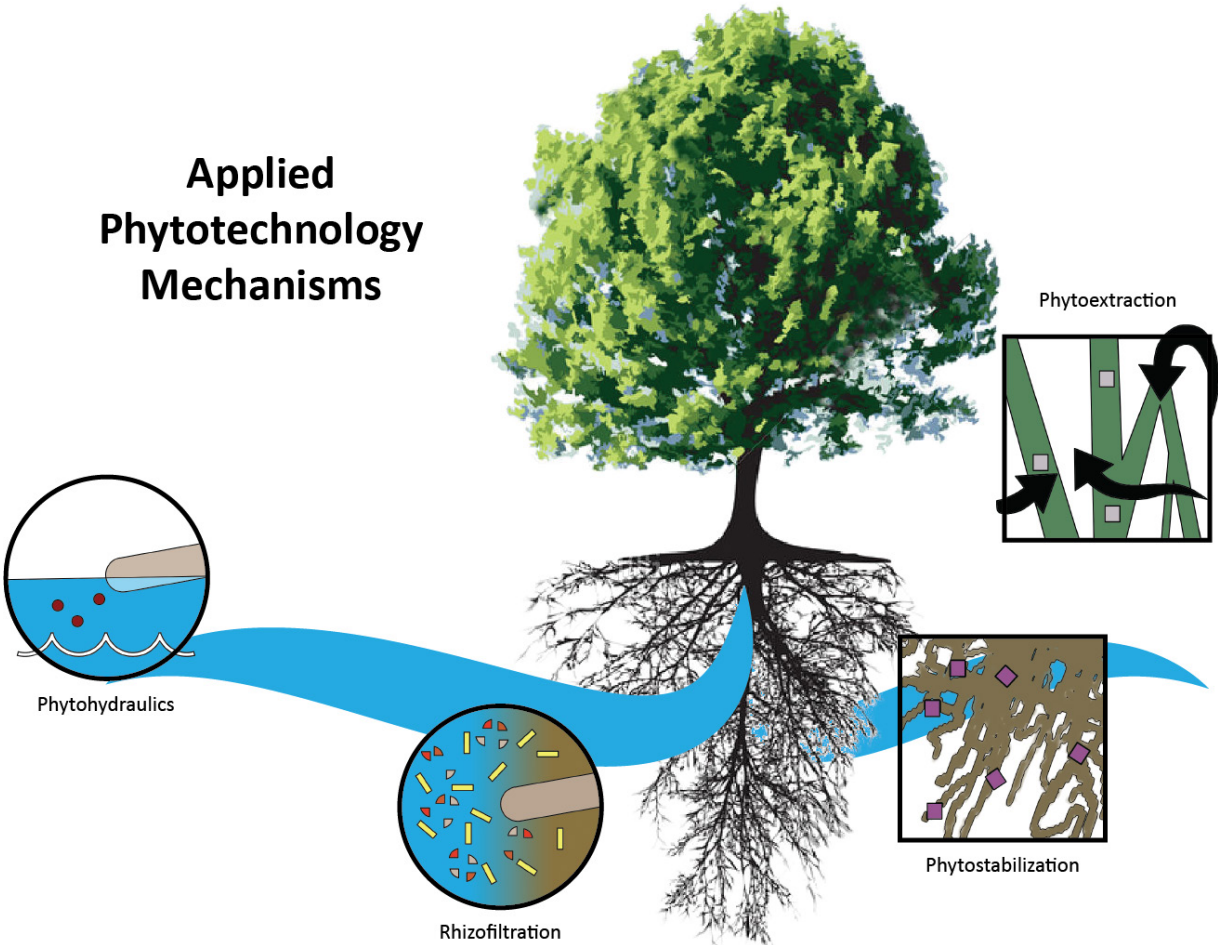 Applied
Phytotechnology
Mechanisms
Phytoextraction
Phytohydraulics
Phytostabilization
Rhizofiltration